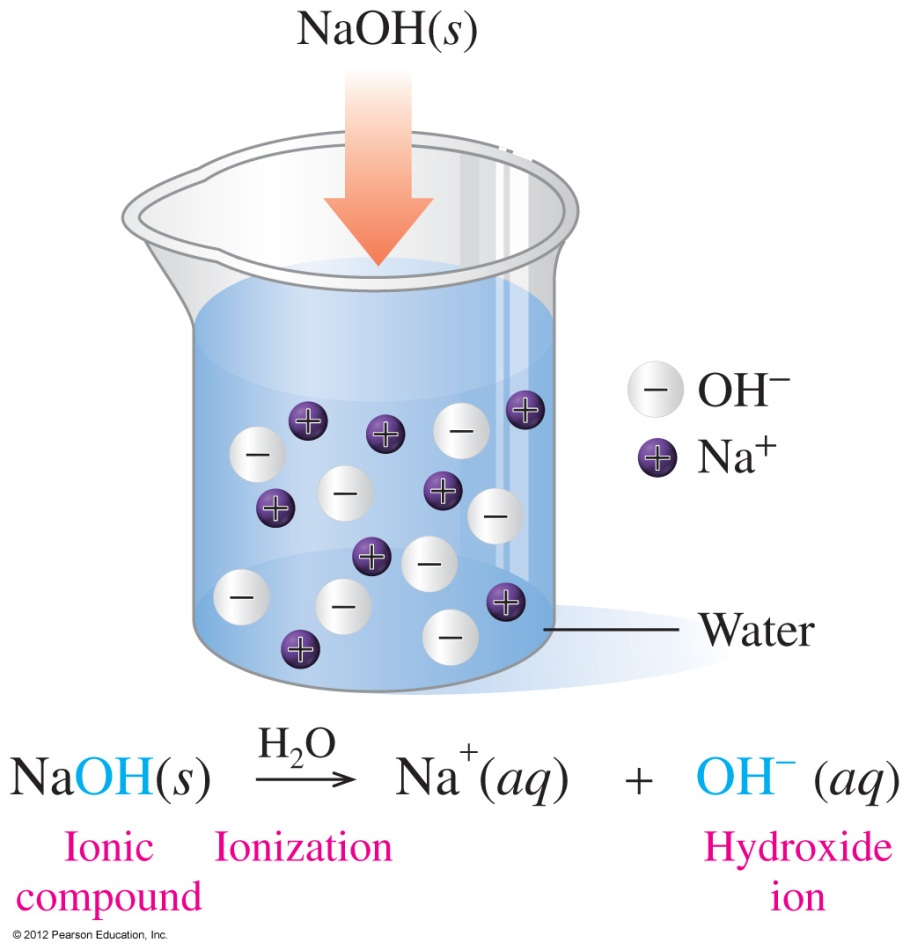 NaOH(s)
− OH⁻
+ Na⁺
+ + − +
− − +
+ −
+ −
− − +
− +
Water
NaOH(s) H₂O → Na⁺(aq) + OH⁻ (aq)
Ionic Ionization Hydroxide
compound ion
© 2012 Pearson Education, Inc.